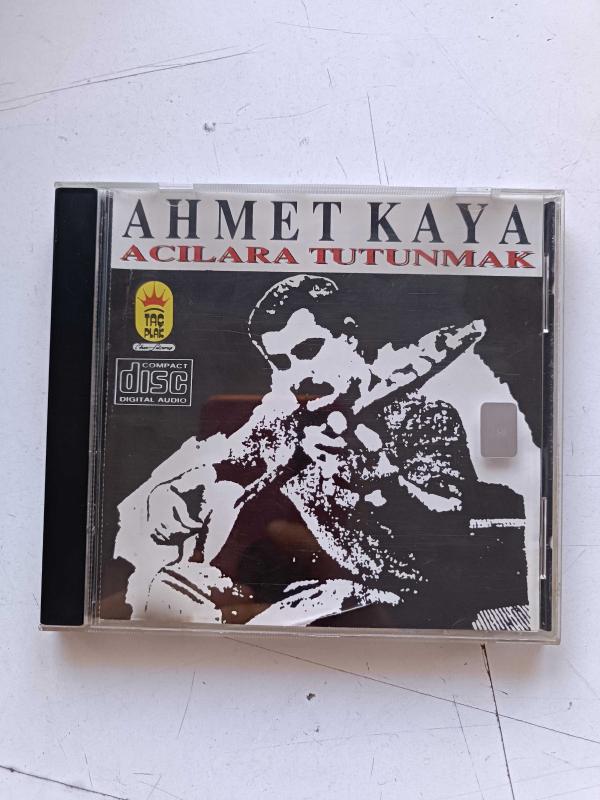 AHMET KAYA
ACILARA TUTUNMAK
TAÇ
PLAK
COMPACT
disc
DIGITAL AUDIO